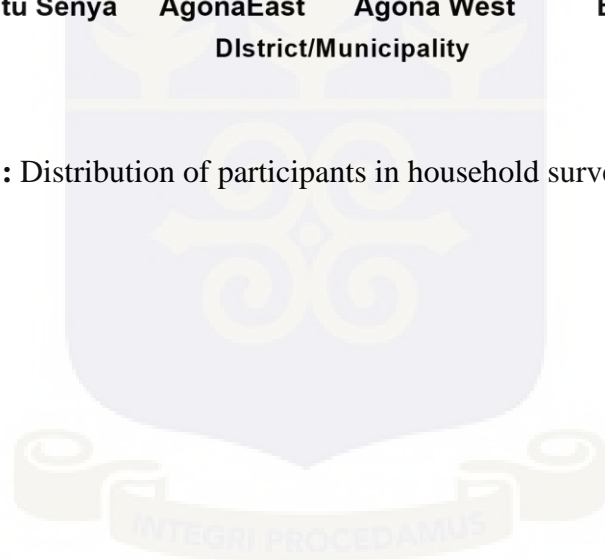 tu Senya AgonaEast Agona West
DIstrict/Municipality
: Distribution of participants in household surv
INTEGRI PROCEDAMUS